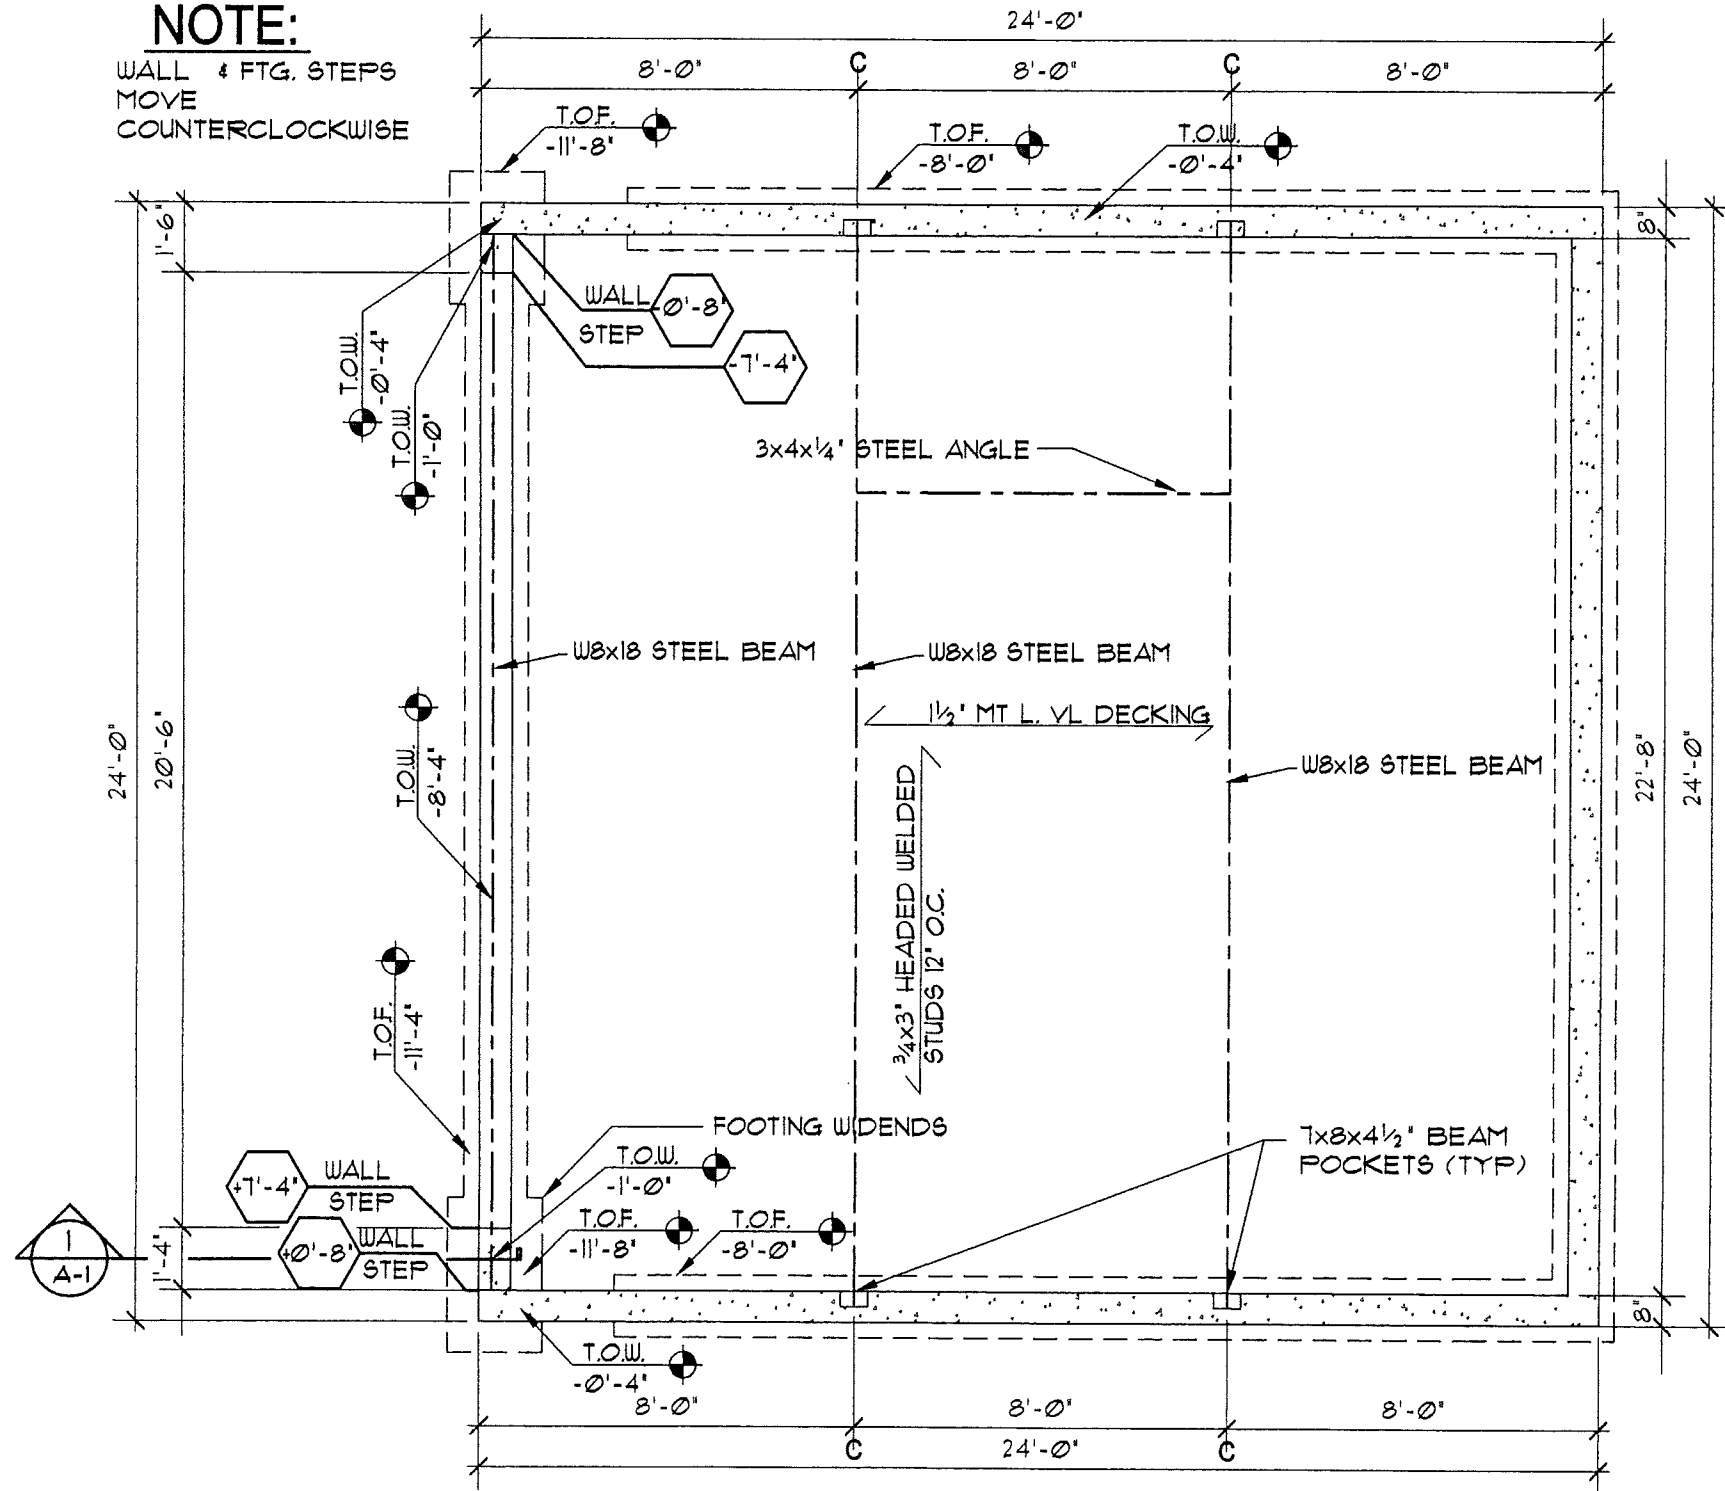 NOTE:
WALL & FTG. STEPS
MOVE
COUNTERCLOCKWISE
24'-0"
8'-0"
C
8'-0"
C
8'-0"
T.O.F.
-11'-8"
T.O.F.
-8'-0"
T.O.W.
-0'-4"
1'-6"
8"
WALL
STEP
-0'-8"
-7'-4"
T.O.W.
-0'-4"
T.O.W.
-1'-0"
3x4x1/4" STEEL ANGLE
W8x18 STEEL BEAM
W8x18 STEEL BEAM
1 1/2" MT L. VL DECKING
W8x18 STEEL BEAM
24'-0"
20'-6"
T.O.W.
-8'-4"
22'-8"
24'-0"
3/4x3" HEADED WELDED
STUDS 12" O.C.
T.O.F.
-11'-4"
FOOTING WIDENDS
7x8x4 1/2" BEAM
POCKETS (TYP)
T.O.W.
-1'-0"
+7'-4"
WALL
STEP
T.O.F.
-11'-8"
T.O.F.
-8'-0"
+0'-8"
WALL
STEP
1
A-1
1'-4"
8"
T.O.W.
-0'-4"
8'-0"
8'-0"
8'-0"
C
24'-0"
C